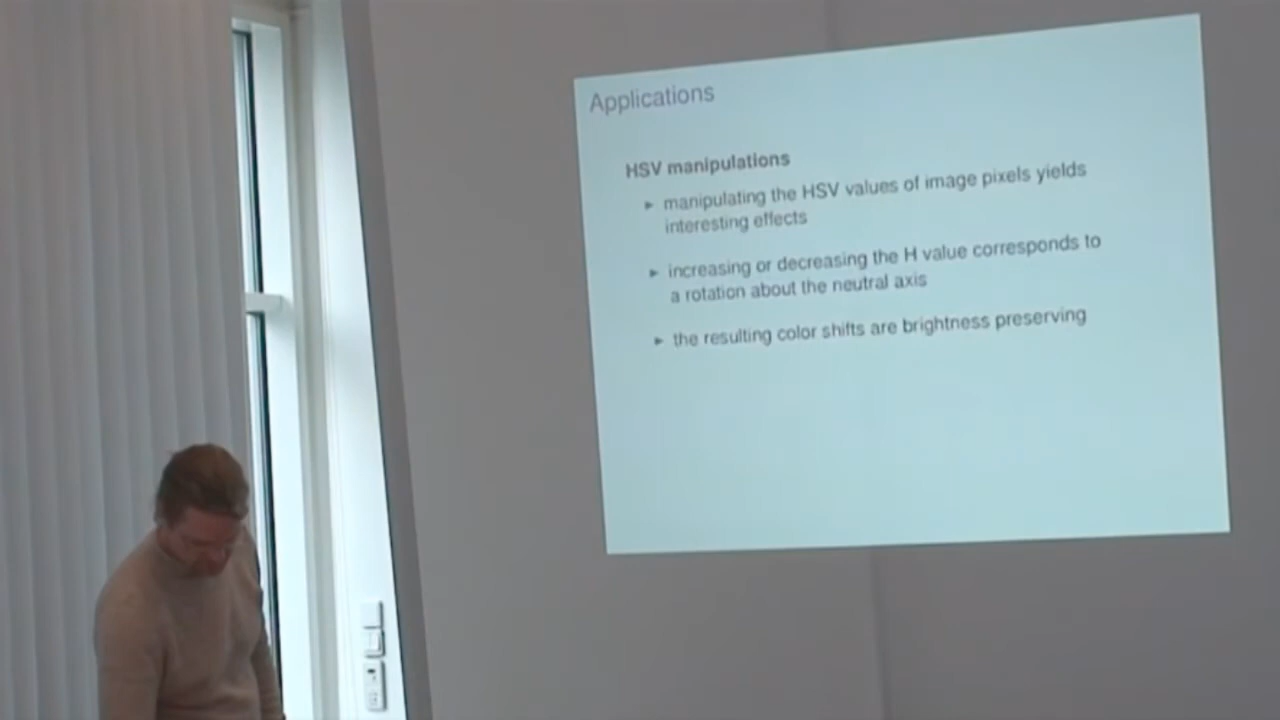 Applications
HSV manipulations
► manipulating the HSV values of image pixels yields
interesting effects
► increasing or decreasing the H value corresponds to
a rotation about the neutral axis
► the resulting color shifts are brightness preserving